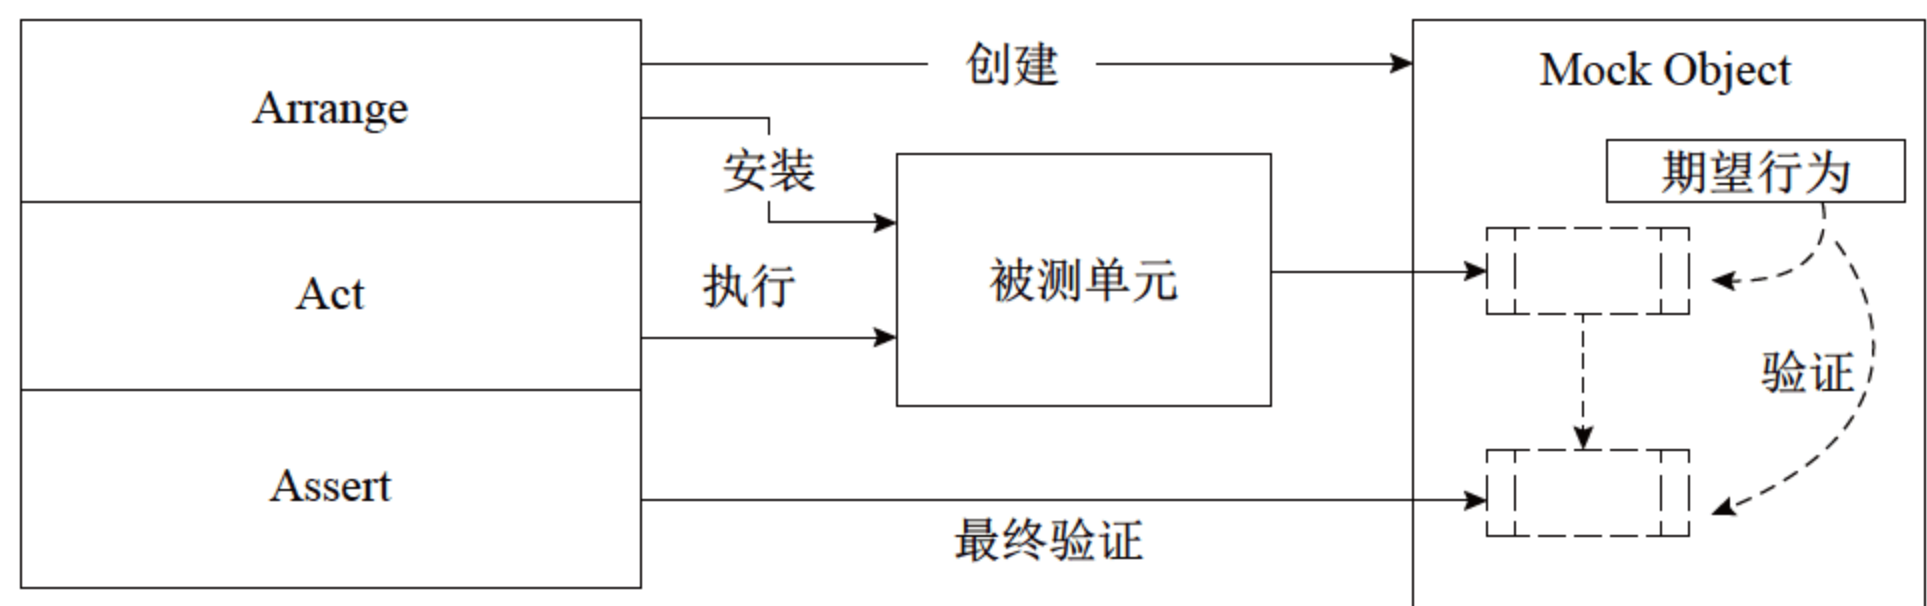 创建
Mock Object
Arrange
安装
期望行为
Act
执行
被测单元
验证
Assert
最终验证